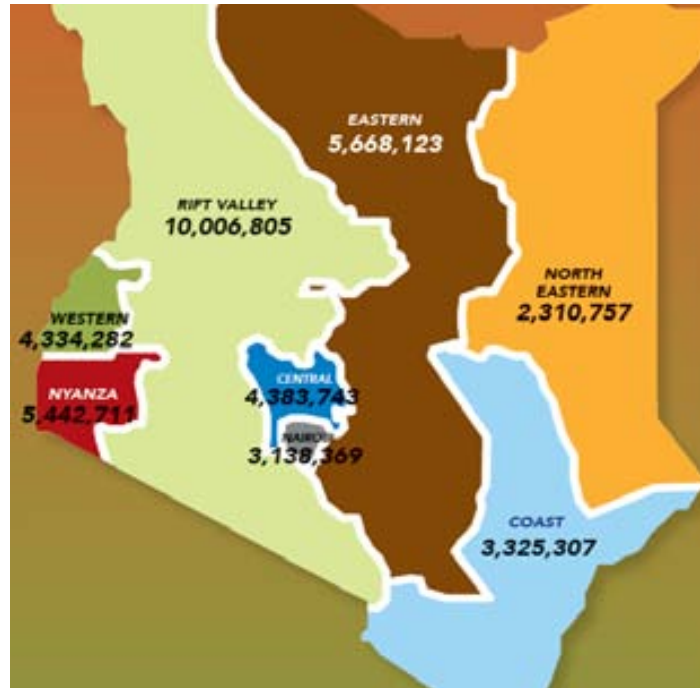 EASTERN
5,668,123
RIFT VALLEY
10,006,805
NORTH
EASTERN
2,310,757
WESTERN
4,334,282
CENTRAL
4,383,743
NYANZA
5,442,711
NAIROBI
3,138,369
COAST
3,325,307